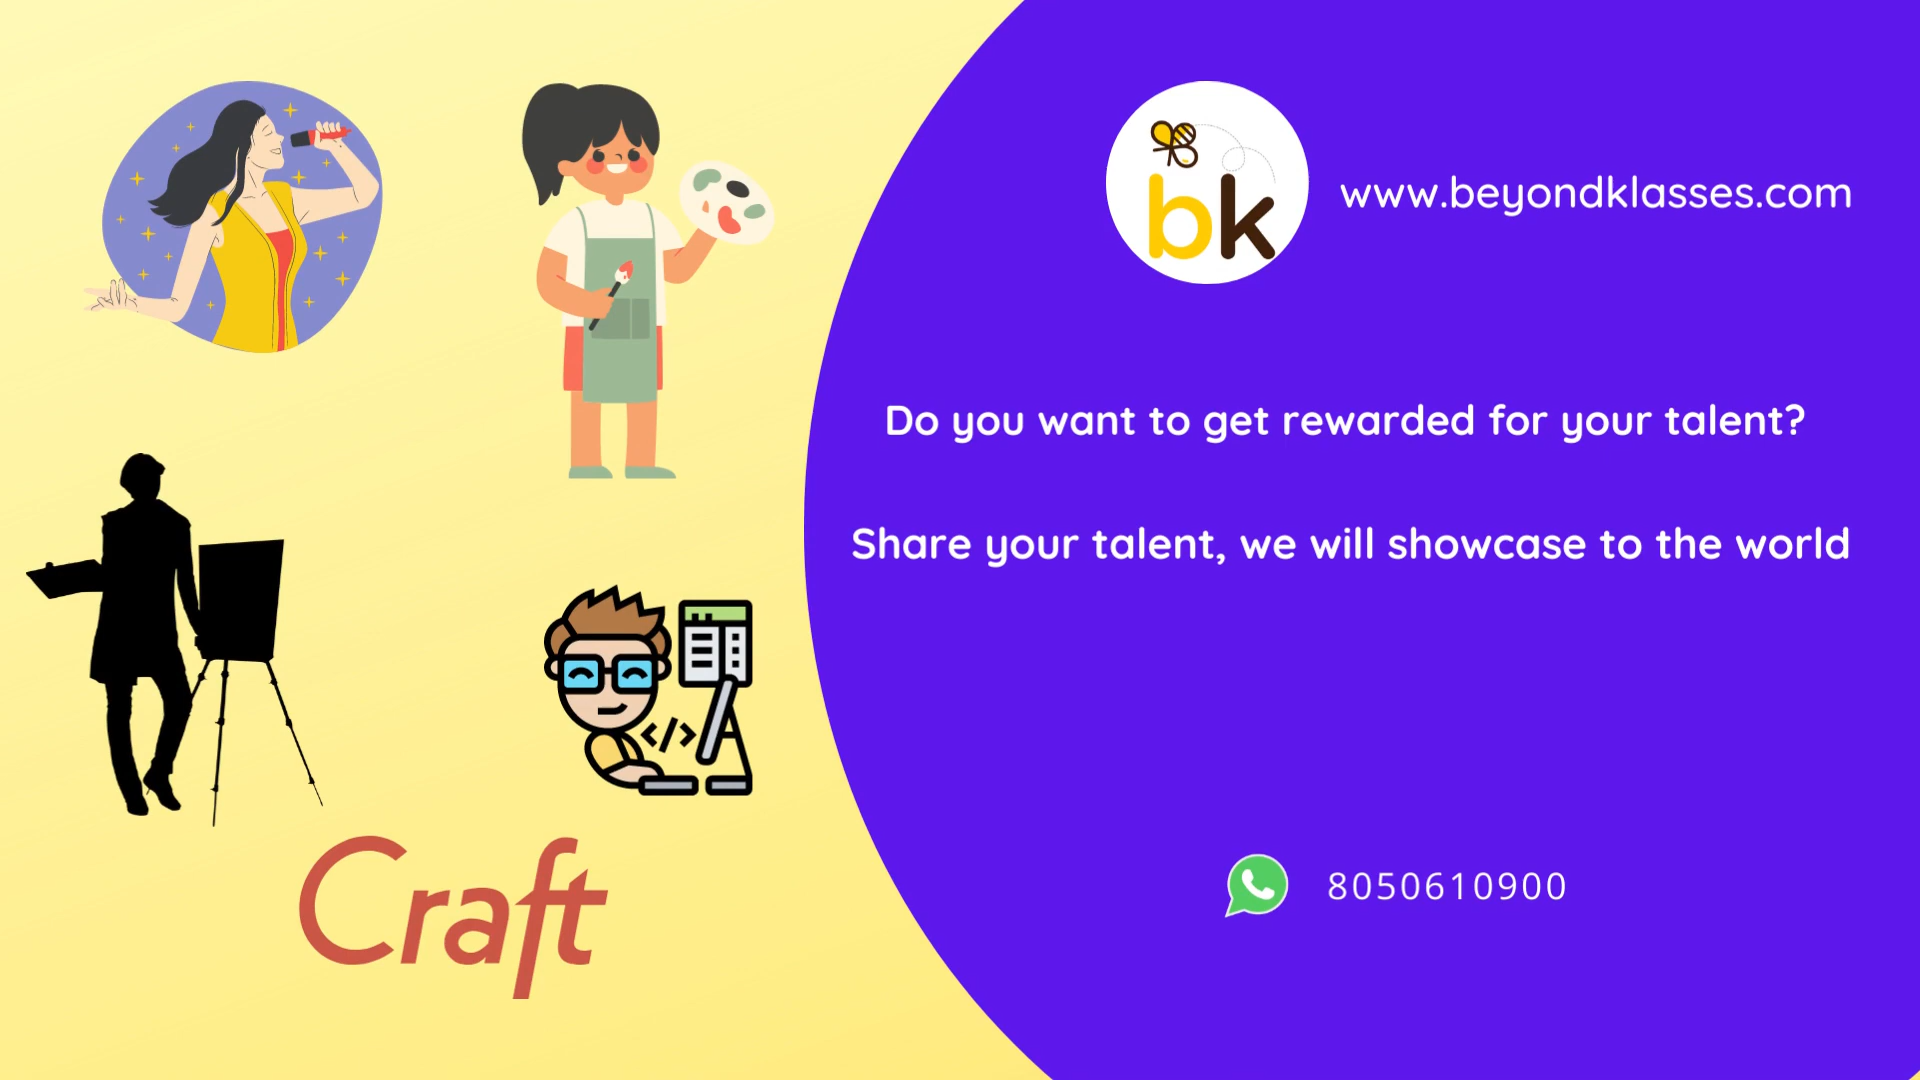 bk
www.beyondklasses.com
Do you want to get rewarded for your talent?
Share your talent, we will showcase to the world
</>
Craft
8050610900